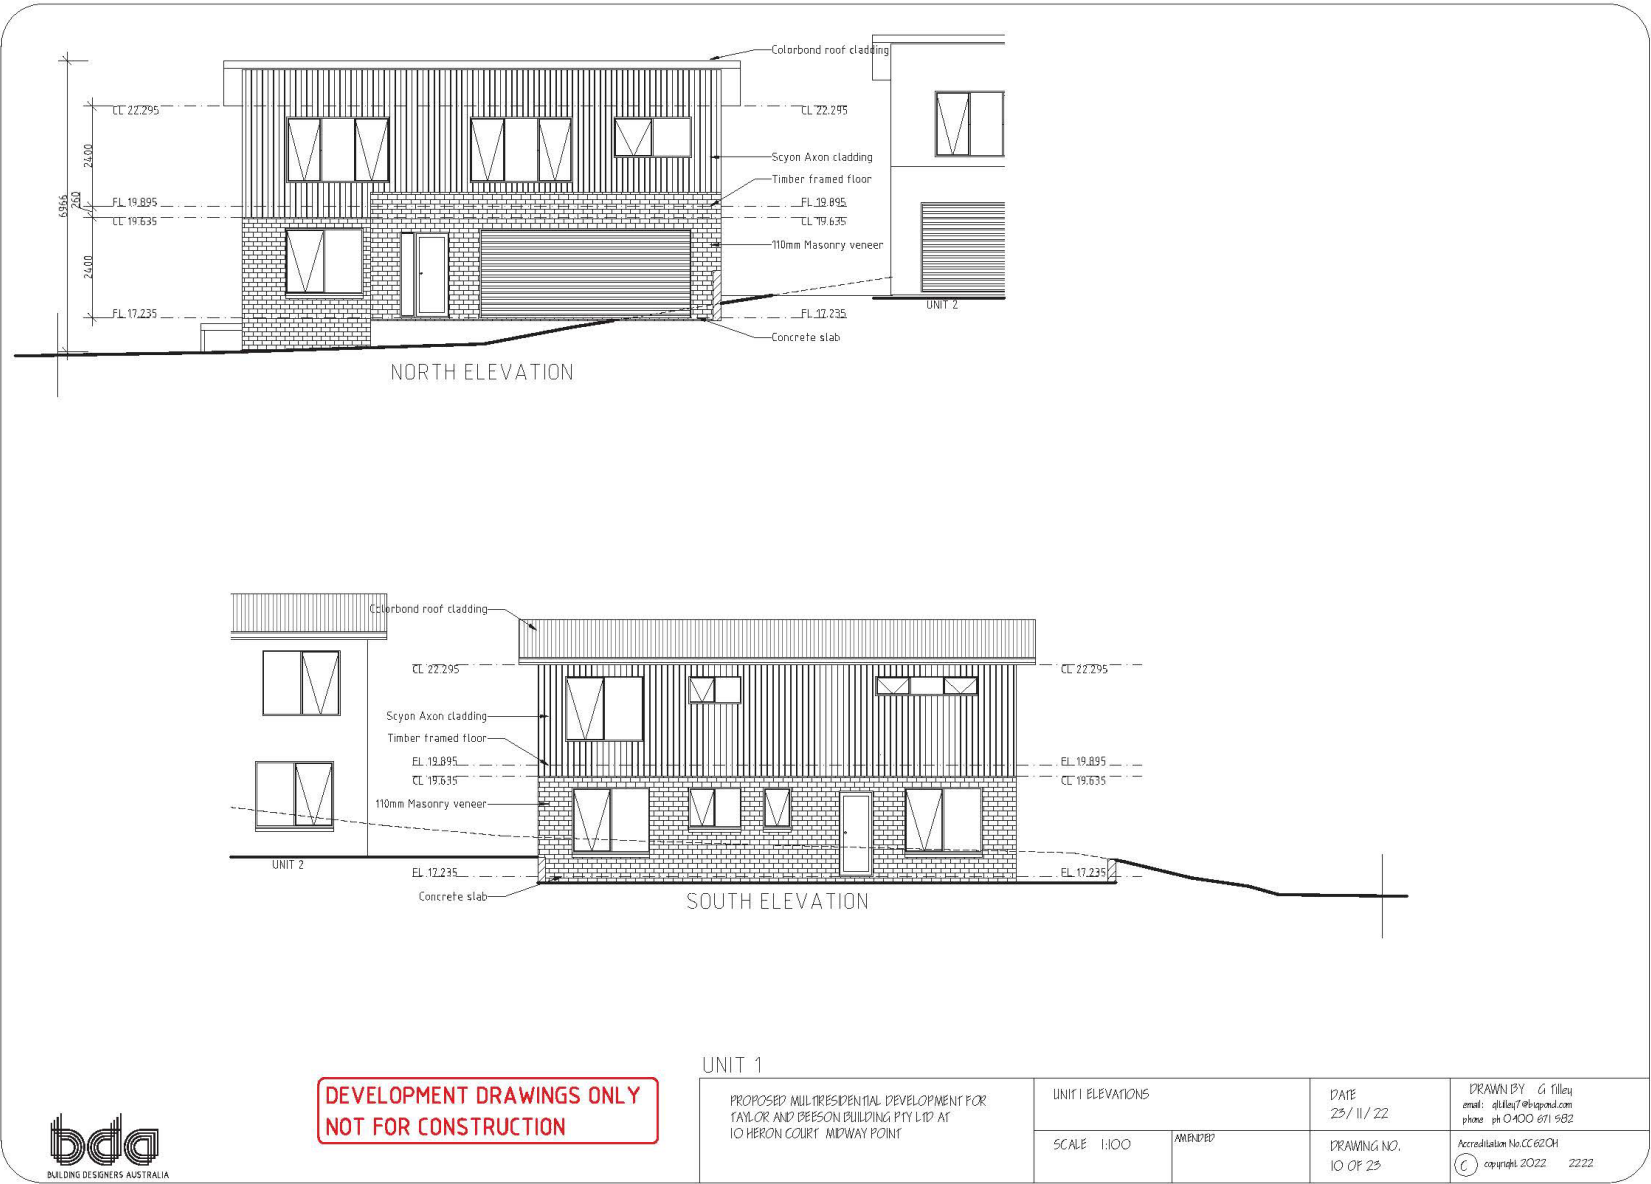 Colorbond roof cladding
CL 22.295
CL 22.295
2400
Scyon Axon cladding
Timber framed floor
6966
260
FL 19.895
FL 19.895
CL 19.635
CL 19.635
110mm Masonry veneer
2400
UNIT 2
FL 17.235
FL 17.235
Concrete slab
NORTH ELEVATION
Colorbond roof cladding
CL 22.295
CL 22.295
Scyon Axon cladding
Timber framed floor
FL 19.895
FL 19.895
CL 19.635
CL 19.635
110mm Masonry veneer
UNIT 2
FL 17.235
FL 17.235
Concrete slab
SOUTH ELEVATION
UNIT 1
DEVELOPMENT DRAWINGS ONLY
NOT FOR CONSTRUCTION
bda
BUILDING DESIGNERS AUSTRALIA
PROPOSED MULTIRESIDENTIAL DEVELOPMENT FOR
TAYLOR AND BEESON BUILDING PTY LTD AT
10 HERON COURT MIDWAY POINT
UNIT 1 ELEVATIONS
SCALE 1:100
AMENDED
DATE
23/ 11/ 22
DRAWING NO.
10 OF 23
DRAWN BY G Tilley
email: gltilley7@bigpond.com
phone ph 0400 671 582
Accreditation No.CC620H
C copyright 2022 2222